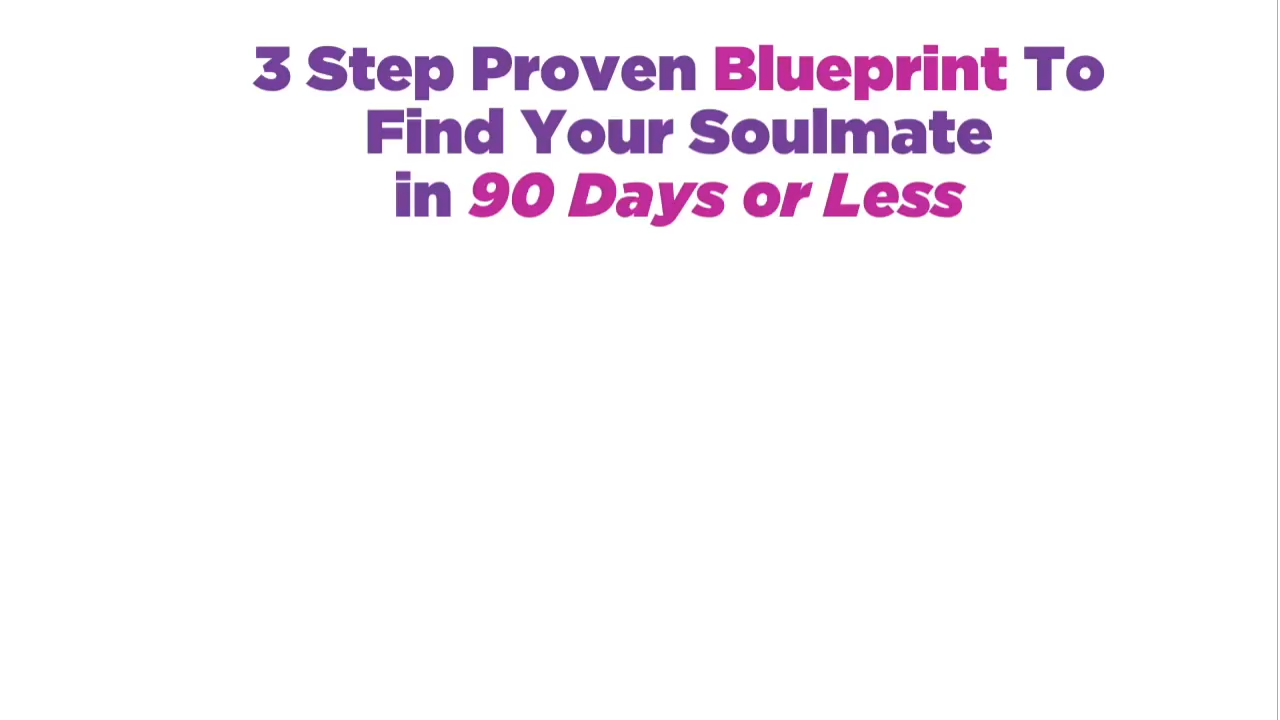 3 Step Proven Blueprint To
Find Your Soulmate
in 90 Days or Less